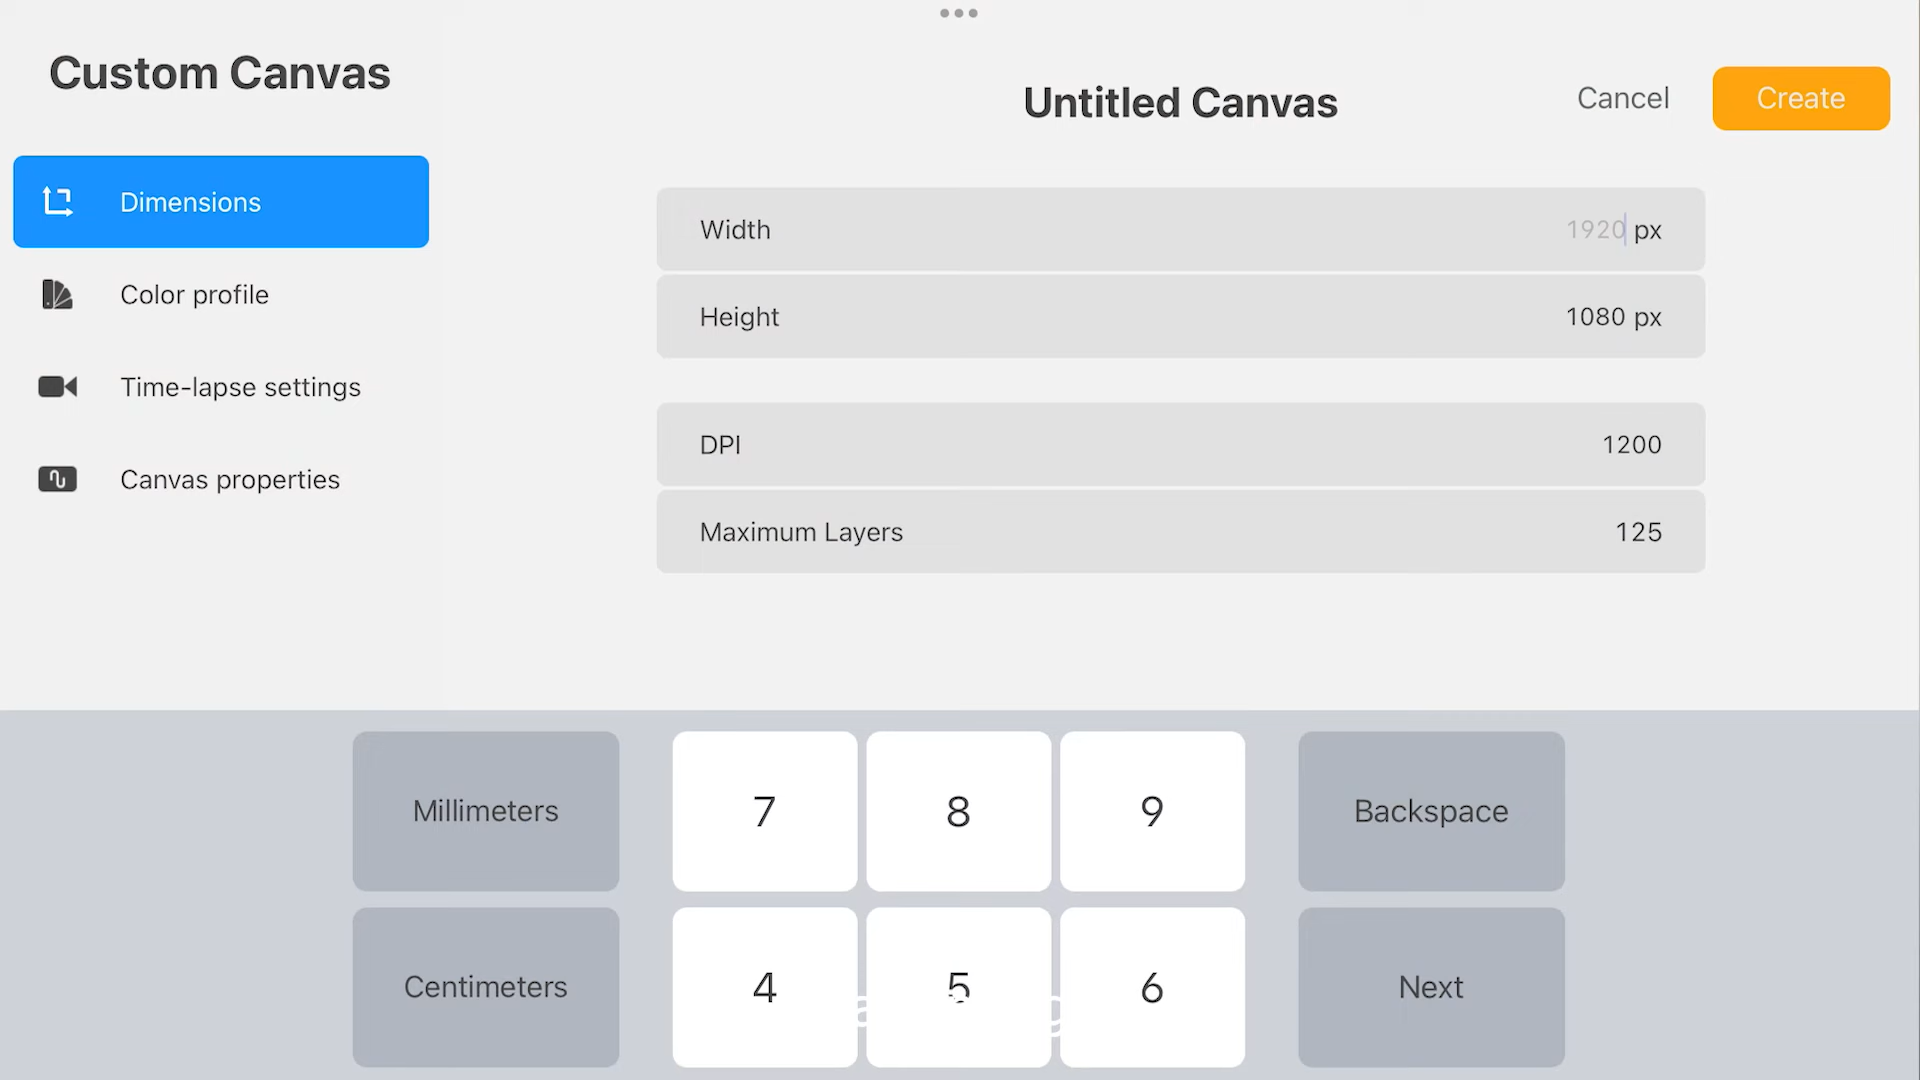 Custom Canvas
Untitled Canvas
Cancel
Create
Dimensions
Color profile
Time-lapse settings
Canvas properties
Width 1920 px
Height 1080 px
DPI 1200
Maximum Layers 125
Millimeters 7 8 9 Backspace
Centimeters 4 5 6 Next